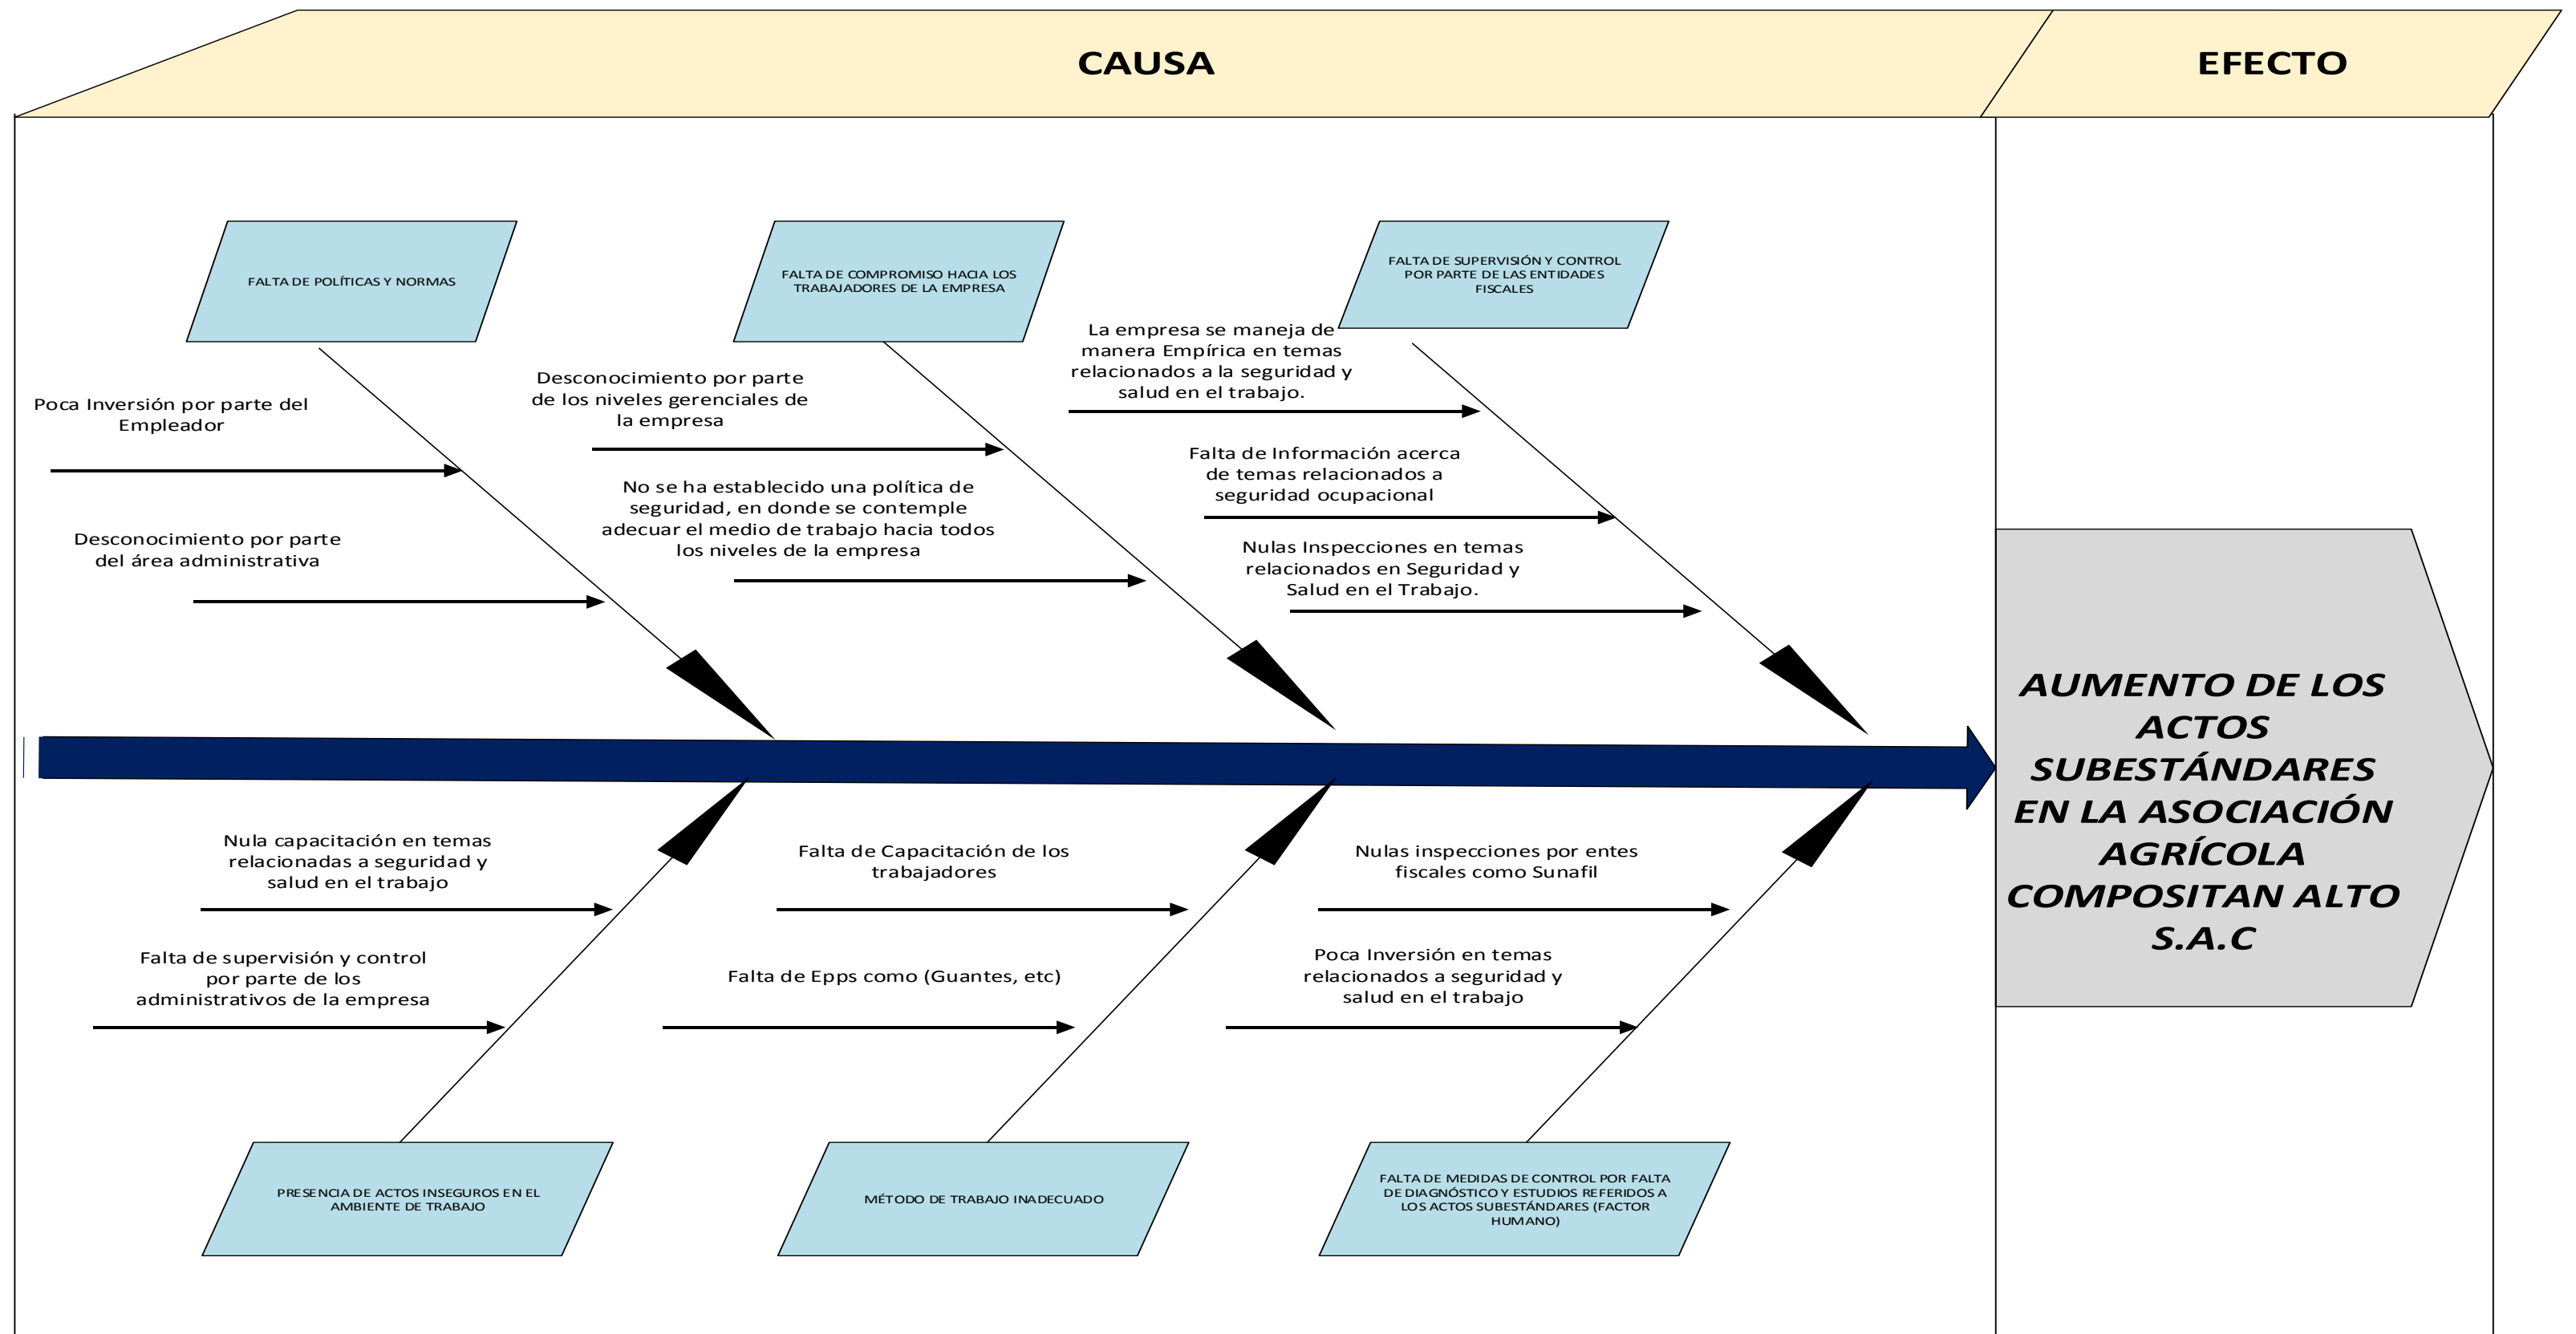 CAUSA
EFECTO
FALTA DE POLÍTICAS Y NORMAS
FALTA DE COMPROMISO HACIA LOS
TRABAJADORES DE LA EMPRESA
FALTA DE SUPERVISIÓN Y CONTROL
POR PARTE DE LAS ENTIDADES
FISCALES
Poca Inversión por parte del
Empleador
Desconocimiento por parte
del área administrativa
Desconocimiento por parte
de los niveles gerenciales de
la empresa
No se ha establecido una política de
seguridad, en donde se contemple
adecuar el medio de trabajo hacia todos
los niveles de la empresa
La empresa se maneja de
manera Empírica en temas
relacionados a la seguridad y
salud en el trabajo.
Falta de Información acerca
de temas relacionados a
seguridad ocupacional
Nulas Inspecciones en temas
relacionados en Seguridad y
Salud en el Trabajo.
AUMENTO DE LOS
ACTOS
SUBESTÁNDARES
EN LA ASOCIACIÓN
AGRÍCOLA
COMPOSITAN ALTO
S.A.C
Nula capacitación en temas
relacionadas a seguridad y
salud en el trabajo
Falta de supervisión y control
por parte de los
administrativos de la empresa
Falta de Capacitación de los
trabajadores
Falta de Epps como (Guantes, etc)
Nulas inspecciones por entes
fiscales como Sunafil
Poca Inversión en temas
relacionados a seguridad y
salud en el trabajo
PRESENCIA DE ACTOS INSEGUROS EN EL
AMBIENTE DE TRABAJO
MÉTODO DE TRABAJO INADECUADO
FALTA DE MEDIDAS DE CONTROL POR FALTA
DE DIAGNÓSTICO Y ESTUDIOS REFERIDOS A
LOS ACTOS SUBESTÁNDARES (FACTOR
HUMANO)